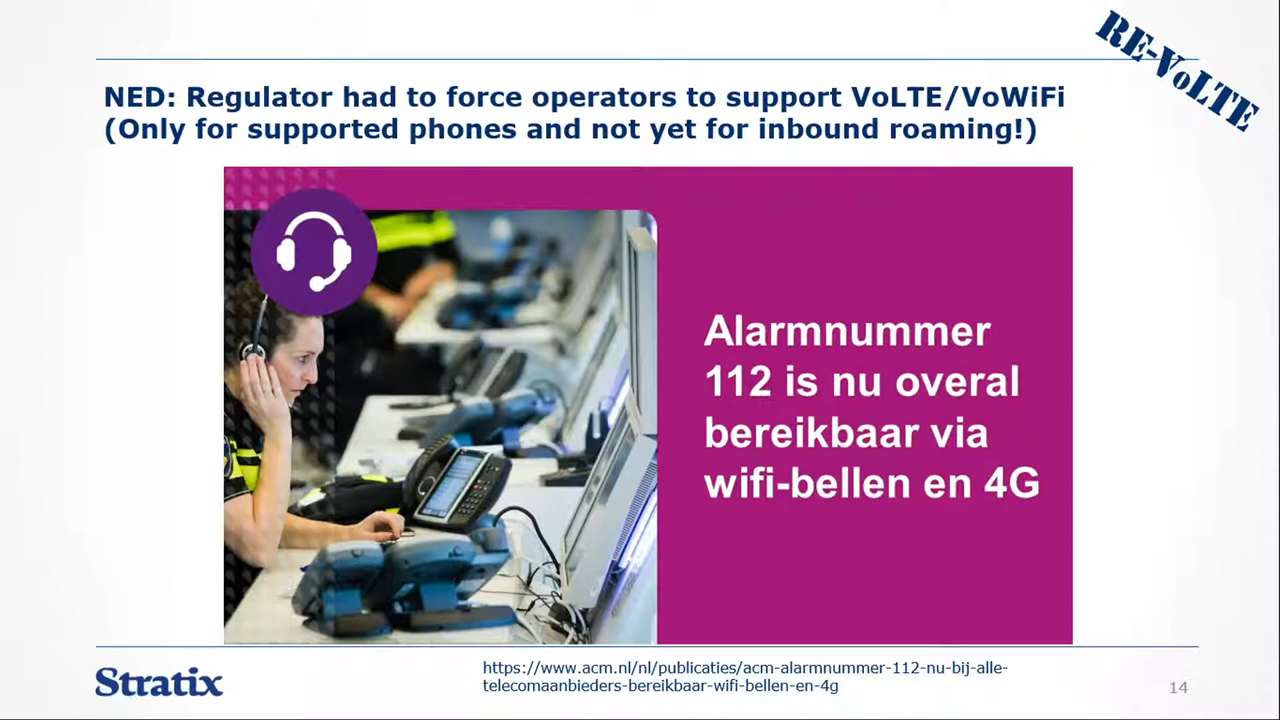 RE-VoLTE
NED: Regulator had to force operators to support VoLTE/VoWiFi
(Only for supported phones and not yet for inbound roaming!)
Alarmnummer
112 is nu overal
bereikbaar via
wifi-bellen en 4G
Stratix
https://www.acm.nl/nl/publicaties/acm-alarmnummer-112-nu-bij-alle-
telecomaanbieders-bereikbaar-wifi-bellen-en-4g
14